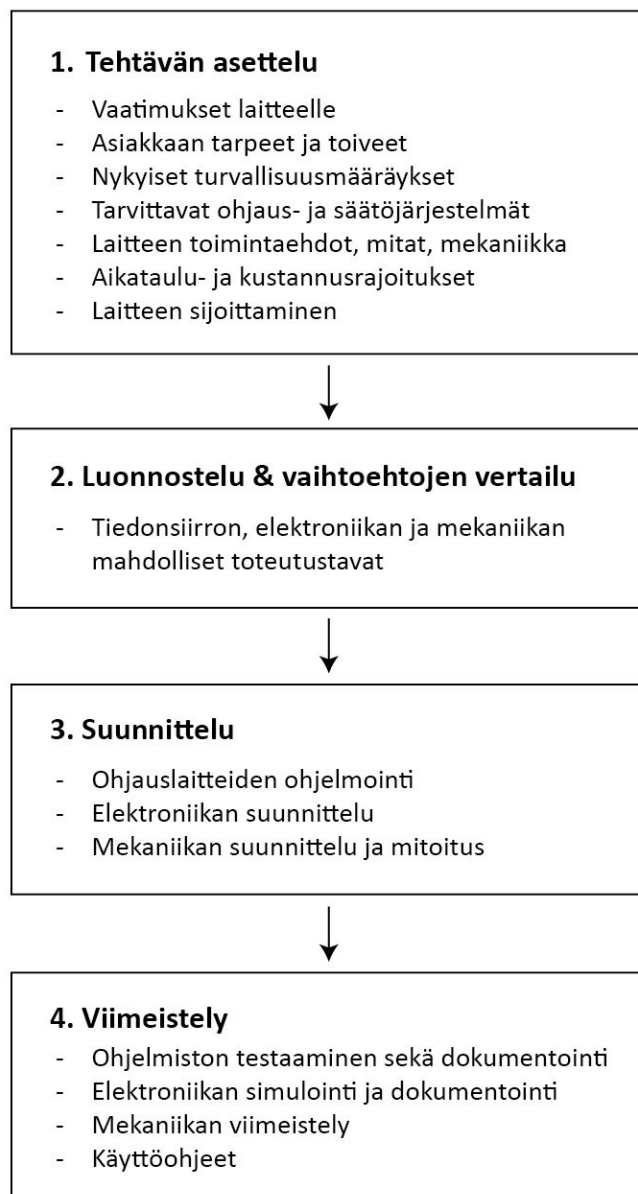 1. Tehtävän asettelu
- Vaatimukset laitteelle
- Asiakkaan tarpeet ja toiveet
- Nykyiset turvallisuusmääräykset
- Tarvittavat ohjaus- ja säätöjärjestelmät
- Laitteen toimintaehdot, mitat, mekaniikka
- Aikataulu- ja kustannusrajoitukset
- Laitteen sijoittaminen
2. Luonnostelu & vaihtoehtojen vertailu
- Tiedonsiirron, elektroniikan ja mekaniikan
mahdolliset toteutustavat
3. Suunnittelu
- Ohjauslaitteiden ohjelmointi
- Elektroniikan suunnittelu
- Mekaniikan suunnittelu ja mitoitus
4. Viimeistely
- Ohjelmiston testaaminen sekä dokumentointi
- Elektroniikan simulointi ja dokumentointi
- Mekaniikan viimeistely
- Käyttöohjeet